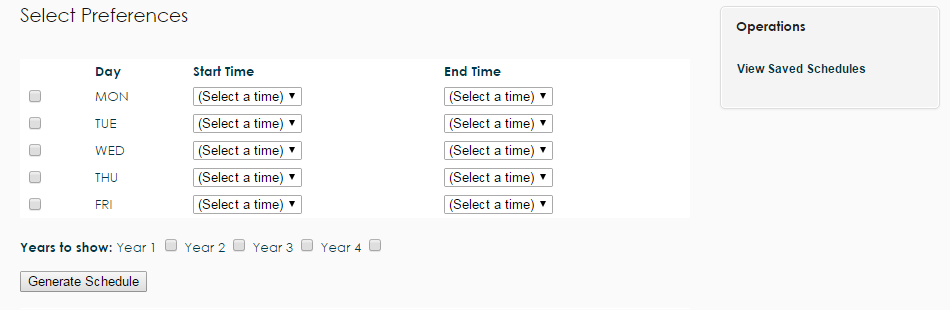 Select Preferences
Operations
View Saved Schedules
Day Start Time End Time
MON (Select a time) (Select a time)
TUE (Select a time) (Select a time)
WED (Select a time) (Select a time)
THU (Select a time) (Select a time)
FRI (Select a time) (Select a time)
Years to show: Year 1 Year 2 Year 3 Year 4
Generate Schedule